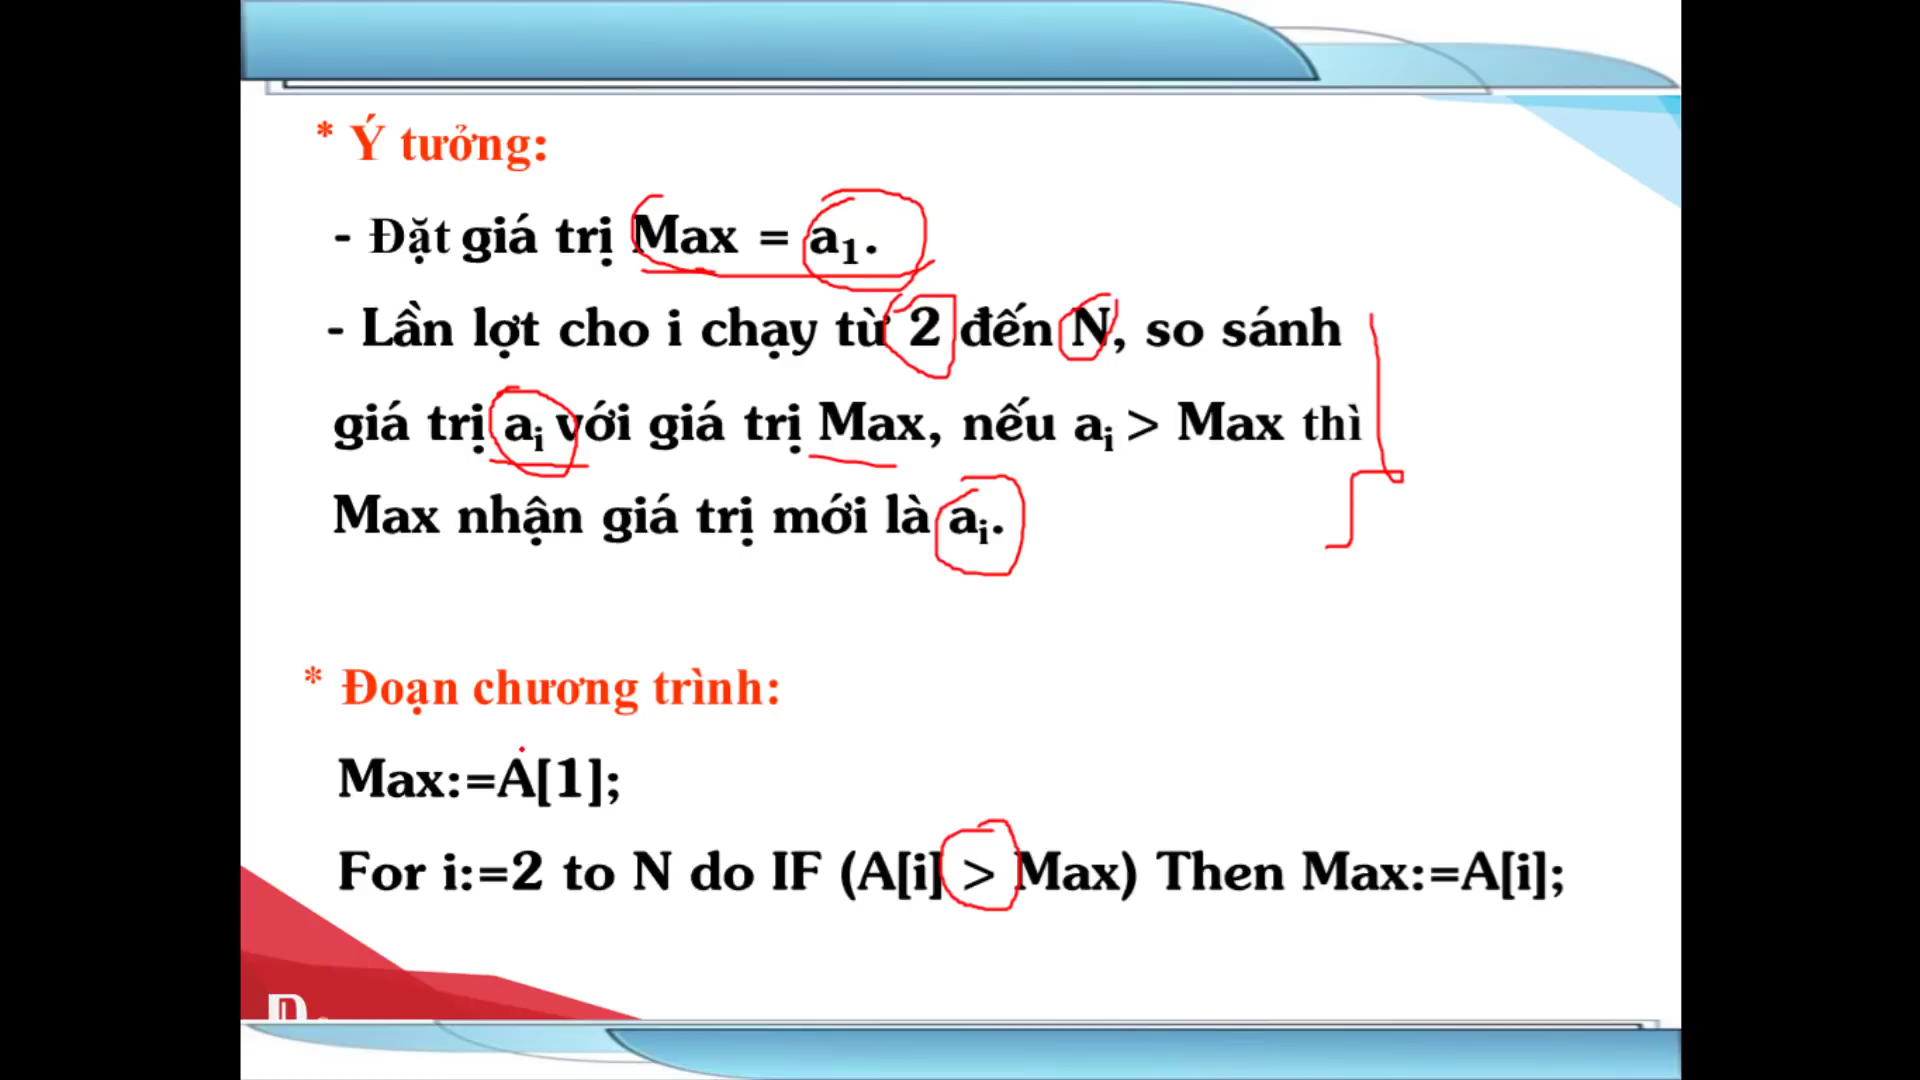 * Ý tưởng:
- Đặt giá trị Max = a₁.
- Lần lợt cho i chạy từ 2 đến N, so sánh
giá trị aᵢ với giá trị Max, nếu aᵢ > Max thì
Max nhận giá trị mới là aᵢ.
* Đoạn chương trình:
Max:=A[1];
For i:=2 to N do IF (A[i] > Max) Then Max:=A[i];